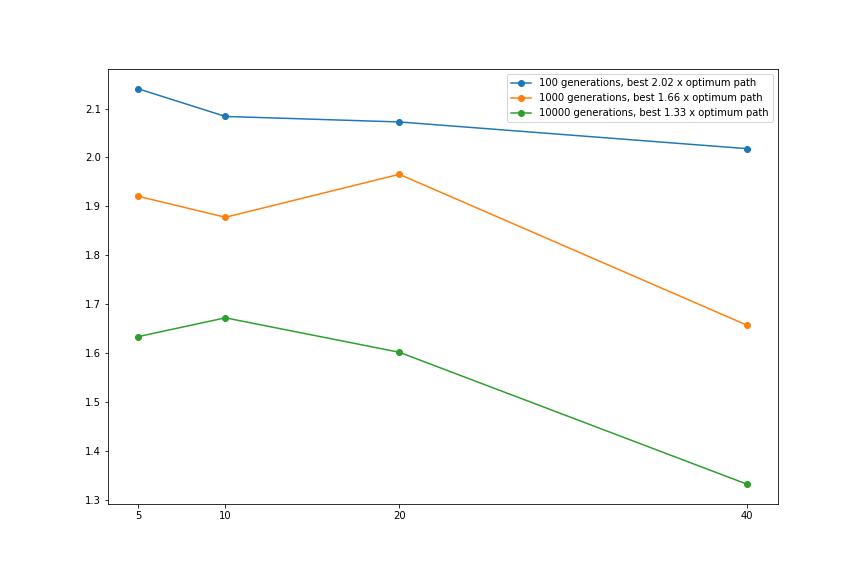 100 generations, best 2.02 x optimum path
1000 generations, best 1.66 x optimum path
10000 generations, best 1.33 x optimum path
2.1
2.0
1.9
1.8
1.7
1.6
1.5
1.4
1.3
5 10 20 40